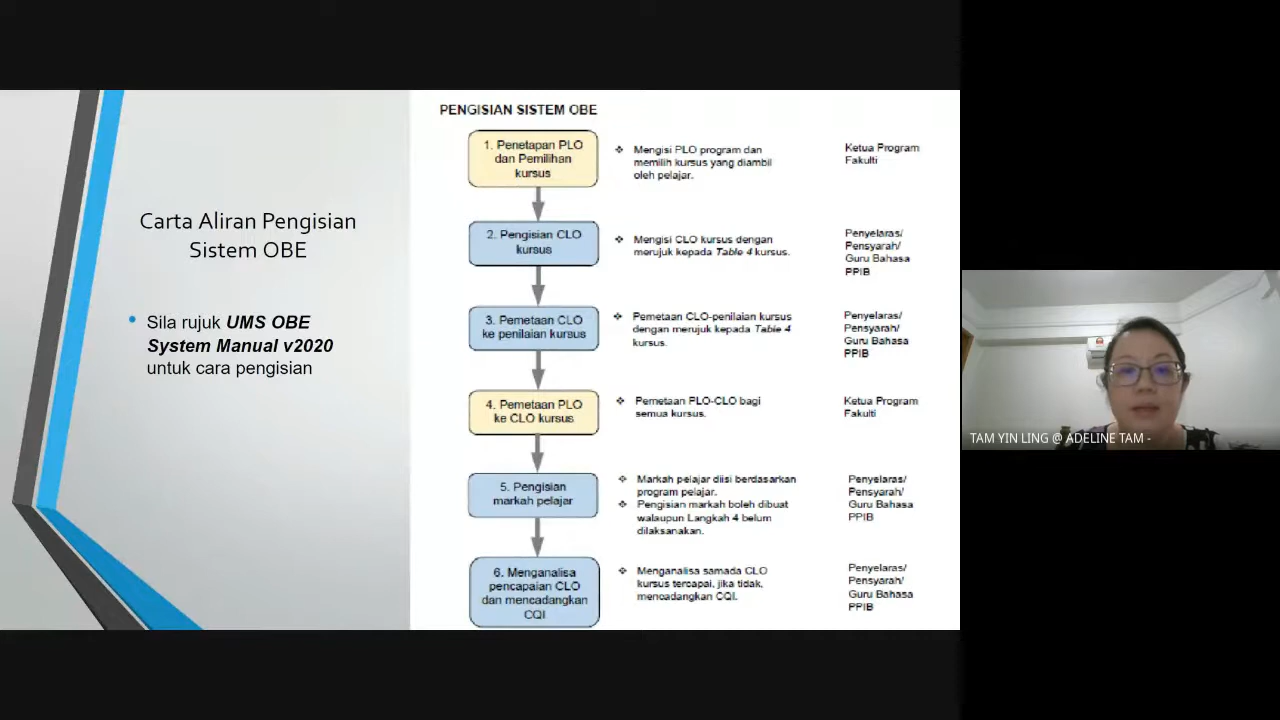 Carta Aliran Pengisian
Sistem OBE
Sila rujuk UMS OBE
System Manual v2020
untuk cara pengisian
PENGISIAN SISTEM OBE
1. Penetapan PLO
dan Pemilihan
kursus
Mengisi PLO program dan
memilih kursus yang diambil
oleh pelajar.
Ketua Program
Fakulti
2. Pengisian CLO
kursus
Mengisi CLO kursus dengan
merujuk kepada Table 4 kursus.
Penyelaras/
Pensyarah/
Guru Bahasa
PPIB
3. Pemetaan CLO
ke penilaian kursus
Pemetaan CLO-penilaian kursus
dengan merujuk kepada Table 4
kursus.
Penyelaras/
Pensyarah/
Guru Bahasa
PPIB
4. Pemetaan PLO
ke CLO kursus
Pemetaan PLO-CLO bagi
semua kursus.
Ketua Program
Fakulti
5. Pengisian
markah pelajar
Markah pelajar diisi berdasarkan
program pelajar.
Pengisian markah boleh dibuat
walaupun Langkah 4 belum
dilaksanakan.
Penyelaras/
Pensyarah/
Guru Bahasa
PPIB
6. Menganalisa
pencapaian CLO
dan mencadangkan
CQI
Menganalisa samada CLO
kursus tercapai, jika tidak,
mencadangkan CQI.
Penyelaras/
Pensyarah/
Guru Bahasa
PPIB
TAM YIN LING @ ADELINE TAM -